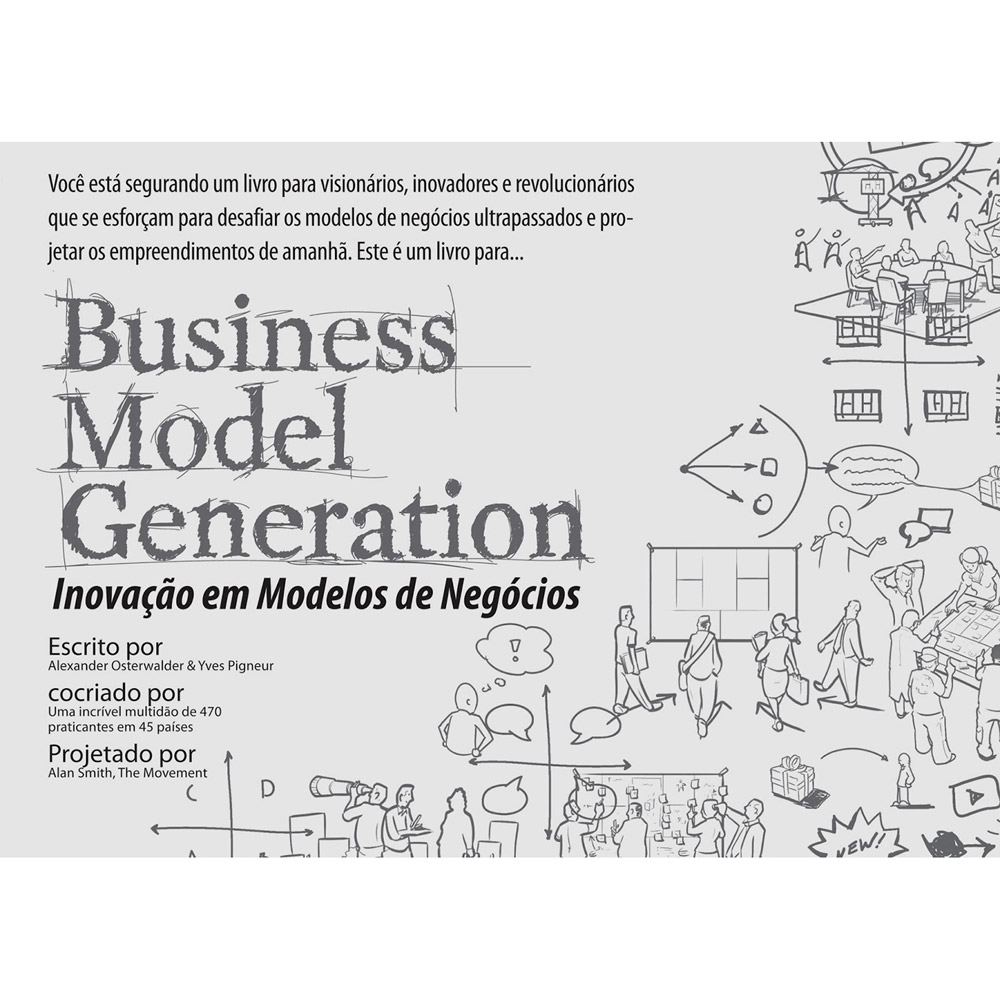 Você está segurando um livro para visionários, inovadores e revolucionários
que se esforçam para desafiar os modelos de negócios ultrapassados e pro-
jetar os empreendimentos de amanhã. Este é um livro para...
Business
Model
Generation
Inovação em Modelos de Negócios
Escrito por
Alexander Osterwalder & Yves Pigneur
cocriado por
Uma incrível multidão de 470
praticantes em 45 países
Projetado por
Alan Smith, The Movement
C D
NEW!